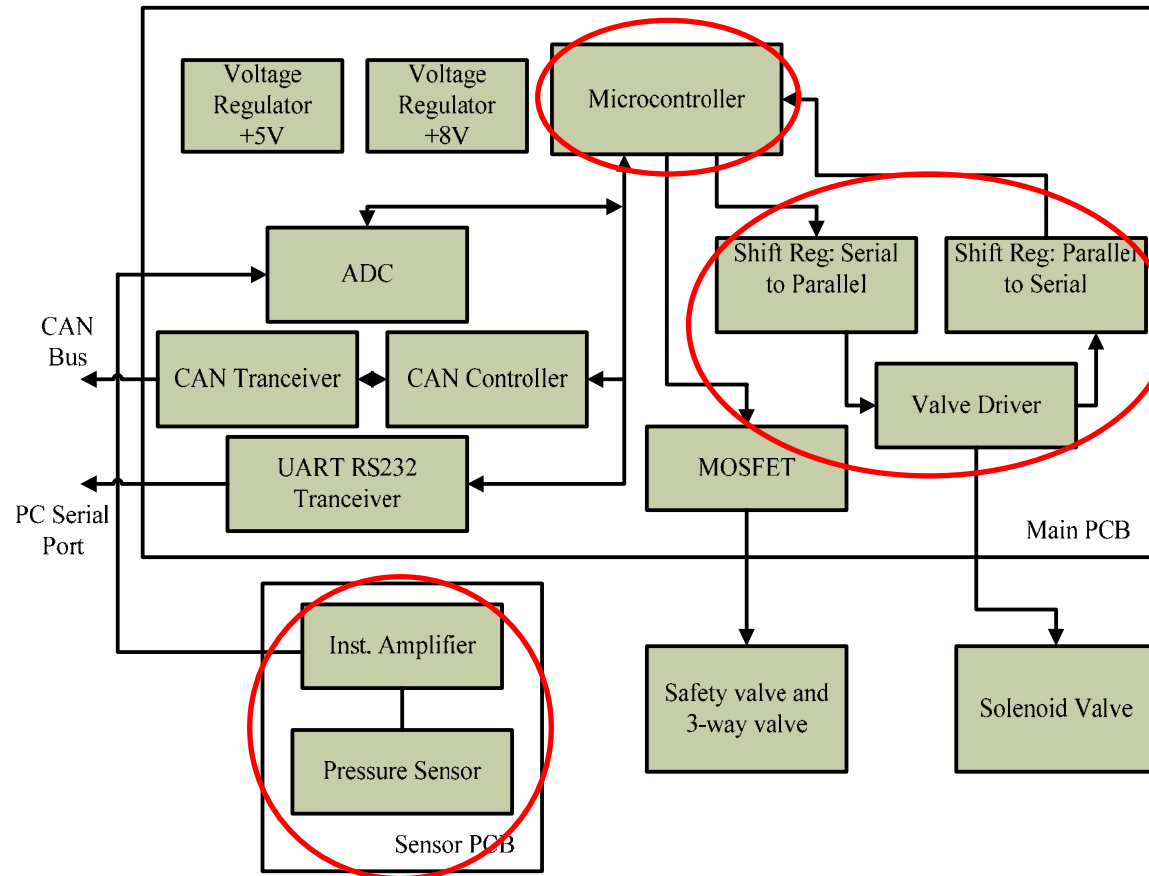 Voltage
Regulator
+5V
Voltage
Regulator
+8V
Microcontroller
ADC
Shift Reg: Serial
to Parallel
Shift Reg: Parallel
to Serial
CAN
Bus
CAN Tranceiver
CAN Controller
Valve Driver
UART RS232
Tranceiver
MOSFET
PC Serial
Port
Main PCB
Inst. Amplifier
Pressure Sensor
Sensor PCB
Safety valve and
3-way valve
Solenoid Valve